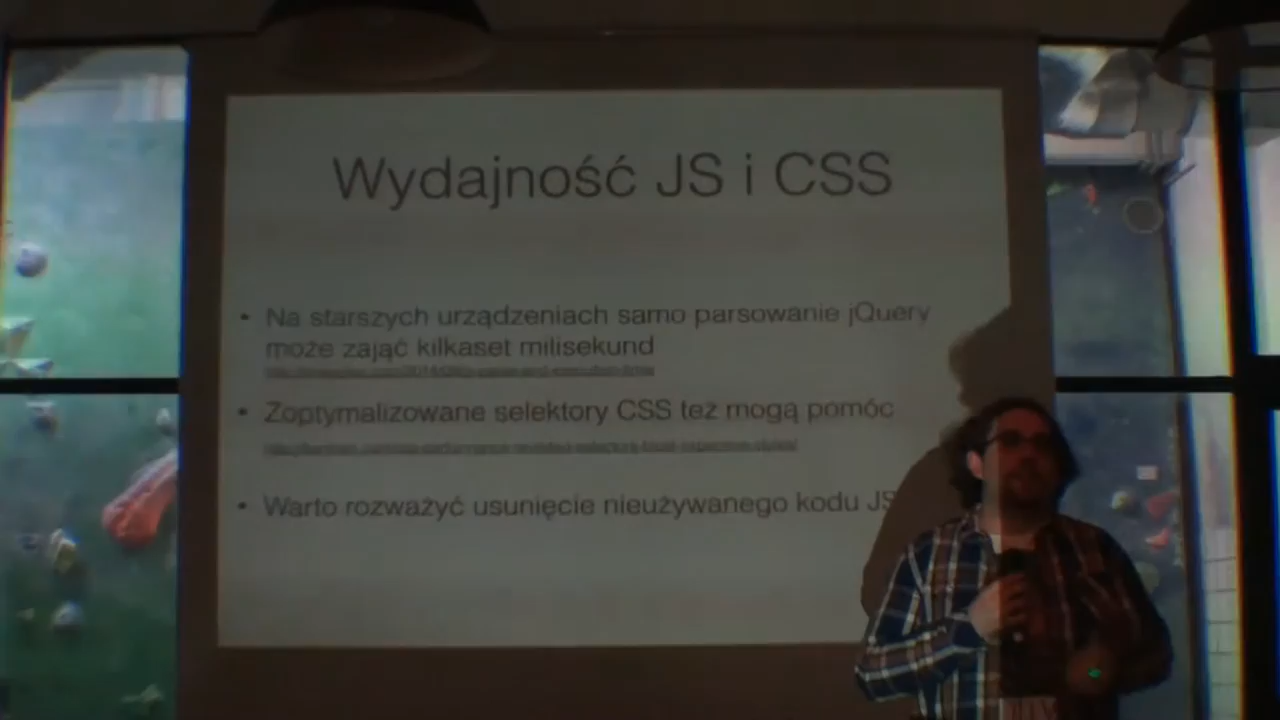 Wydajność JS i CSS
• Na starszych urządzeniach samo parsowanie jQuery
może zająć kilkaset milisekund
• Zoptymalizowane selektory CSS też mogą pomóc
• Warto rozważyć usunięcie nieużywanego kodu JS